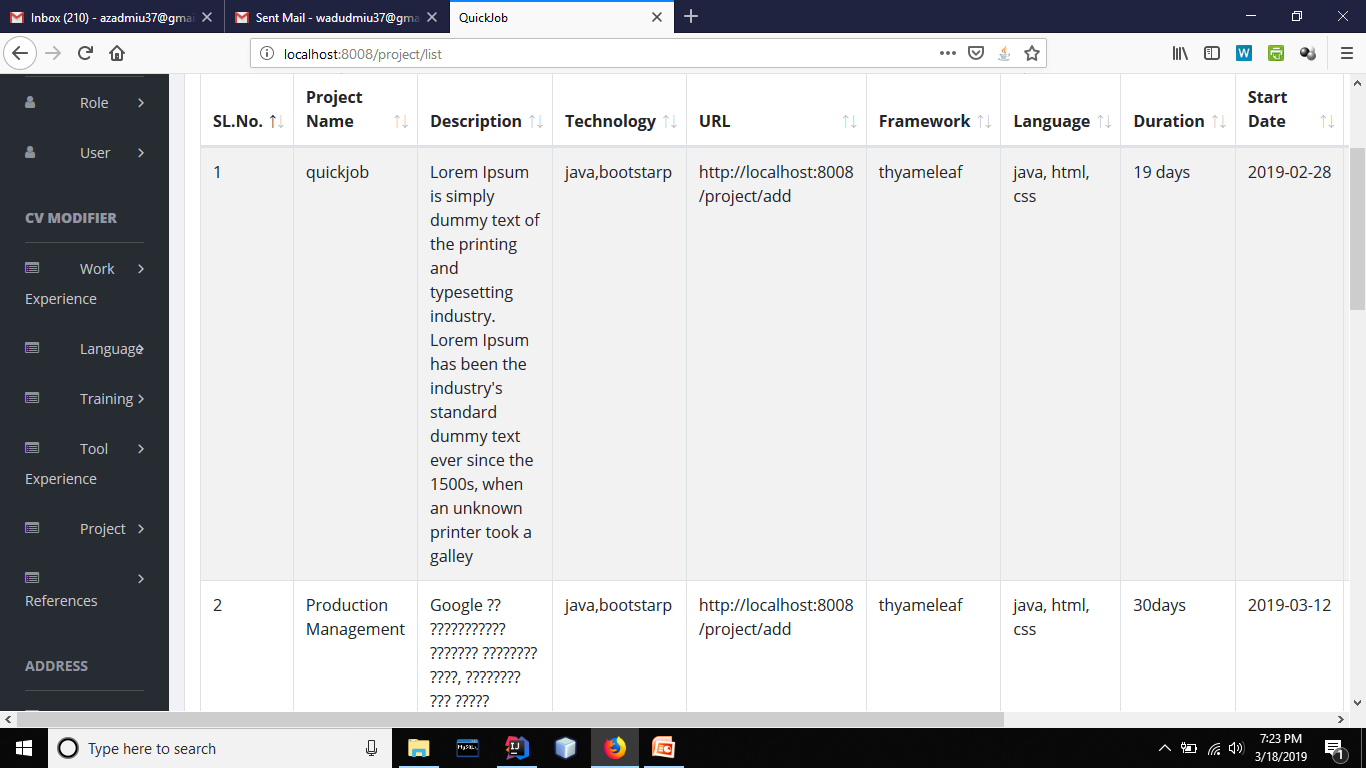 Inbox (210) - azadmiu37@gmai
Sent Mail - wadudmiu37@gma
QuickJob
localhost:8008/project/list
Role
User
CV MODIFIER
Work
Experience
Language
Training
Tool
Experience
Project
References
ADDRESS
SL.No. Project Name Description Technology URL Framework Language Duration Start Date
1
quickjob
Lorem Ipsum
is simply
dummy text of
the printing
and
typesetting
industry.
Lorem Ipsum
has been the
industry's
standard
dummy text
ever since the
1500s, when
an unknown
printer took a
galley
java,bootstarp
http://localhost:8008
/project/add
thyameleaf
java, html,
css
19 days
2019-02-28
2
Production
Management
Google ??
???????????
??????? ????????
????, ????????
??? ?????
java,bootstarp
http://localhost:8008
/project/add
thyameleaf
java, html,
css
30days
2019-03-12
Type here to search
7:23 PM
3/18/2019
1